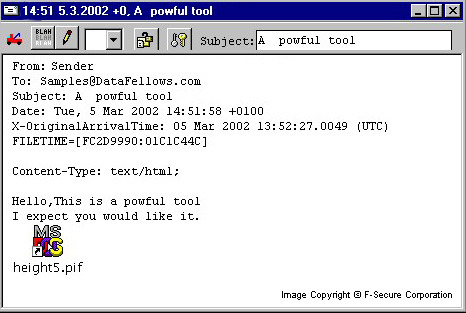 14:51 5.3.2002 +0, A  powful tool
BLAH BLAH BLAH
Subject: A  powful tool
From: Sender
To: Samples@DataFellows.com
Subject: A  powful tool
Date: Tue, 5 Mar 2002 14:51:58 +0100
X-OriginalArrivalTime: 05 Mar 2002 13:52:27.0049 (UTC)
FILETIME=[FC2D9990:01C1C44C]
Content-Type: text/html;
Hello,This is a powful tool
I expect you would like it.
MS
height5.pif
Image Copyright © F-Secure Corporation